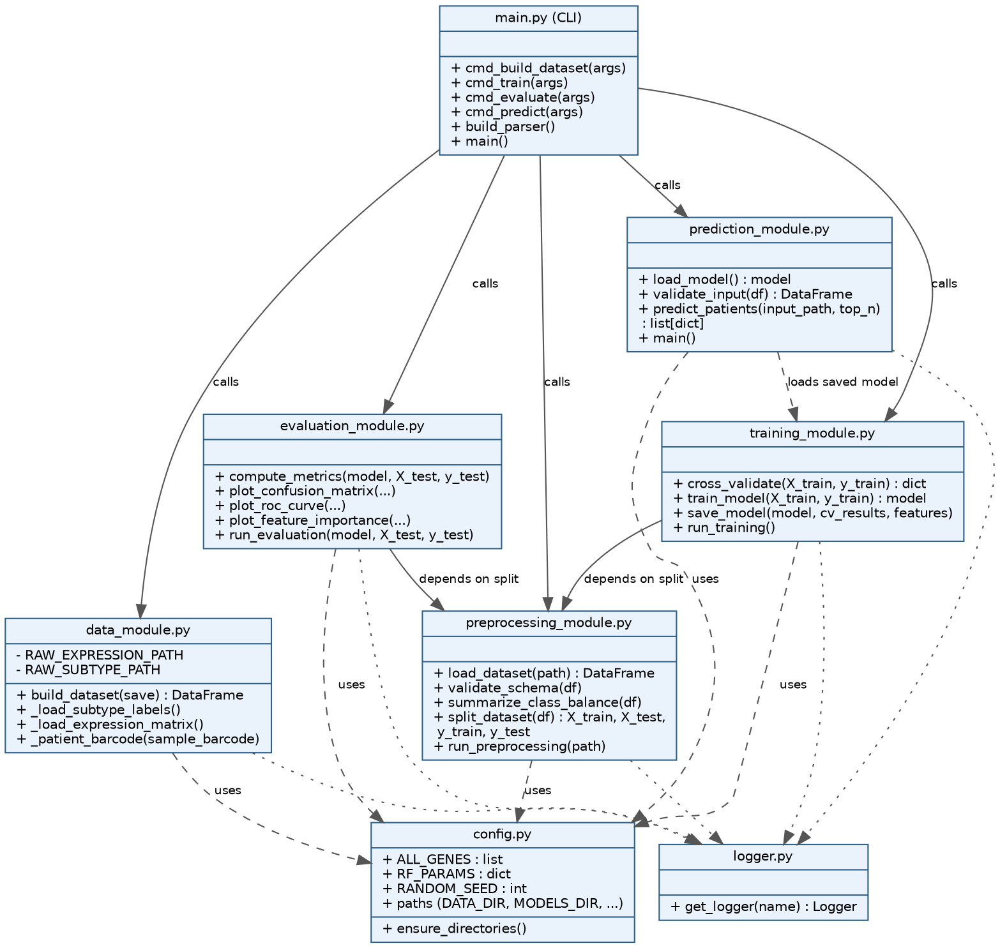 main.py (CLI)
+ cmd_build_dataset(args)
+ cmd_train(args)
+ cmd_evaluate(args)
+ cmd_predict(args)
+ build_parser()
+ main()
calls
prediction_module.py
+ load_model() : model
+ validate_input(df) : DataFrame
+ predict_patients(input_path, top_n)
: list[dict]
+ main()
calls
calls
calls
calls
loads saved model
evaluation_module.py
+ compute_metrics(model, X_test, y_test)
+ plot_confusion_matrix(...)
+ plot_roc_curve(...)
+ plot_feature_importance(...)
+ run_evaluation(model, X_test, y_test)
training_module.py
+ cross_validate(X_train, y_train) : dict
+ train_model(X_train, y_train) : model
+ save_model(model, cv_results, features)
+ run_training()
depends on split
depends on split
uses
data_module.py
- RAW_EXPRESSION_PATH
- RAW_SUBTYPE_PATH
+ build_dataset(save) : DataFrame
+ _load_subtype_labels()
+ _load_expression_matrix()
+ _patient_barcode(sample_barcode)
uses
preprocessing_module.py
+ load_dataset(path) : DataFrame
+ validate_schema(df)
+ summarize_class_balance(df)
+ split_dataset(df) : X_train, X_test,
y_train, y_test
+ run_preprocessing(path)
uses
uses
uses
config.py
+ ALL_GENES : list
+ RF_PARAMS : dict
+ RANDOM_SEED : int
+ paths (DATA_DIR, MODELS_DIR, ...)
+ ensure_directories()
logger.py
+ get_logger(name) : Logger